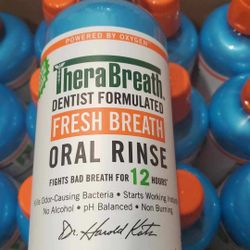 POWERED BY OXYGEN
TheraBreath
DENTIST FORMULATED
FRESH BREATH
ORAL RINSE
FIGHTS BAD BREATH FOR 12 HOURS
Kills Odor-Causing Bacteria • Starts Working Instantly
No Alcohol • pH Balanced • Non Burning
Dr. Harold Katz